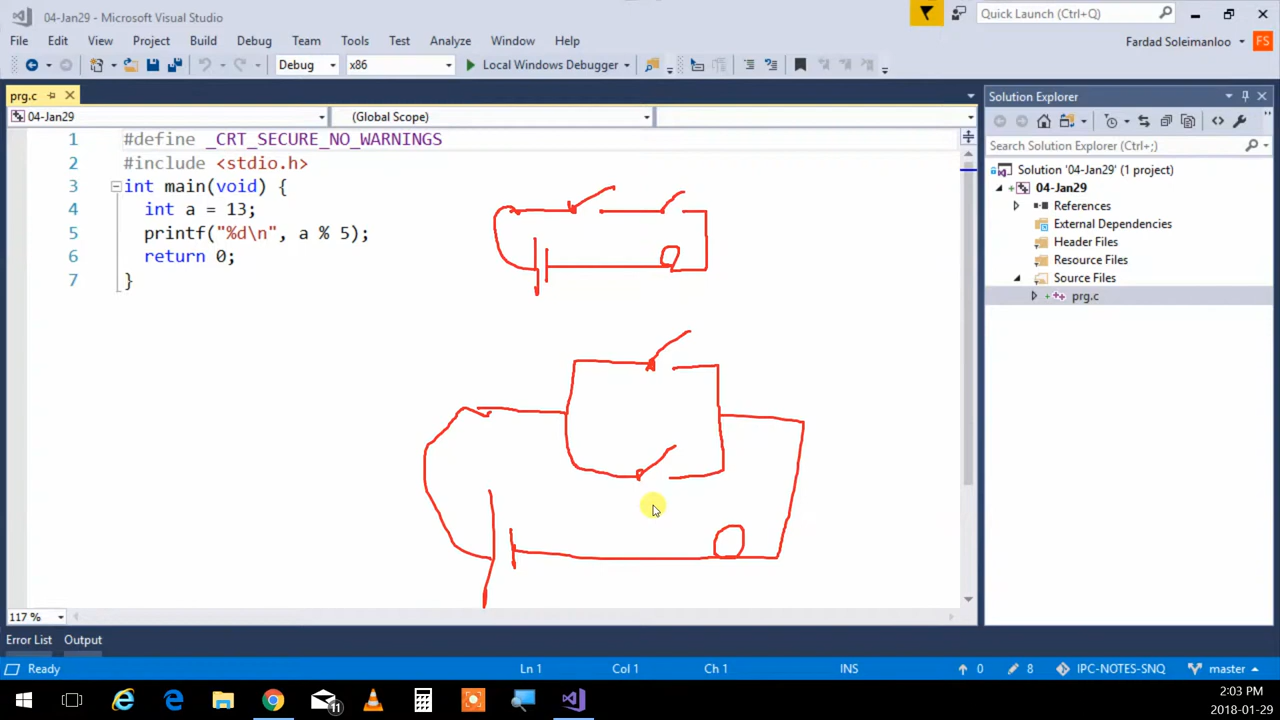 04-Jan29 - Microsoft Visual Studio
Quick Launch (Ctrl+Q)
File Edit View Project Build Debug Team Tools Test Analyze Window Help
Fardad Soleimanloo FS
Debug x86 Local Windows Debugger
prg.c
Solution Explorer
04-Jan29 (Global Scope)
Search Solution Explorer (Ctrl+;)
1 #define _CRT_SECURE_NO_WARNINGS
2 #include <stdio.h>
3 int main(void) {
4 int a = 13;
5 printf("%d\n", a % 5);
6 return 0;
7 }
Solution '04-Jan29' (1 project)
04-Jan29
References
External Dependencies
Header Files
Resource Files
Source Files
prg.c
117 %
Error List Output
Ready Ln 1 Col 1 Ch 1 INS 0 8 IPC-NOTES-SNQ master
11
2:03 PM
2018-01-29